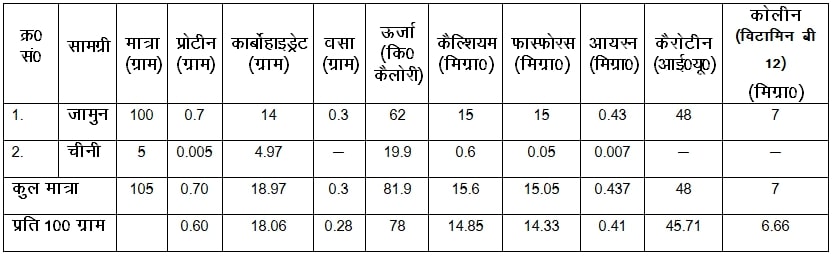 क्र0 सं0 | सामग्री | मात्रा (ग्राम) | प्रोटीन (ग्राम) | कार्बोहाइड्रेट (ग्राम) | वसा (ग्राम) | ऊर्जा (कि0 कैलोरी) | कैल्शियम (मिग्रा0) | फास्फोरस (मिग्रा0) | आयरन (मिग्रा0) | कैरोटीन (आई0यू0) | कोलीन (विटामिन बी 12) (मिग्रा0)
1. | जामुन | 100 | 0.7 | 14 | 0.3 | 62 | 15 | 15 | 0.43 | 48 | 7
2. | चीनी | 5 | 0.005 | 4.97 | — | 19.9 | 0.6 | 0.05 | 0.007 | — | —
कुल मात्रा | 105 | 0.70 | 18.97 | 0.3 | 81.9 | 15.6 | 15.05 | 0.437 | 48 | 7
प्रति 100 ग्राम | | 0.60 | 18.06 | 0.28 | 78 | 14.85 | 14.33 | 0.41 | 45.71 | 6.66